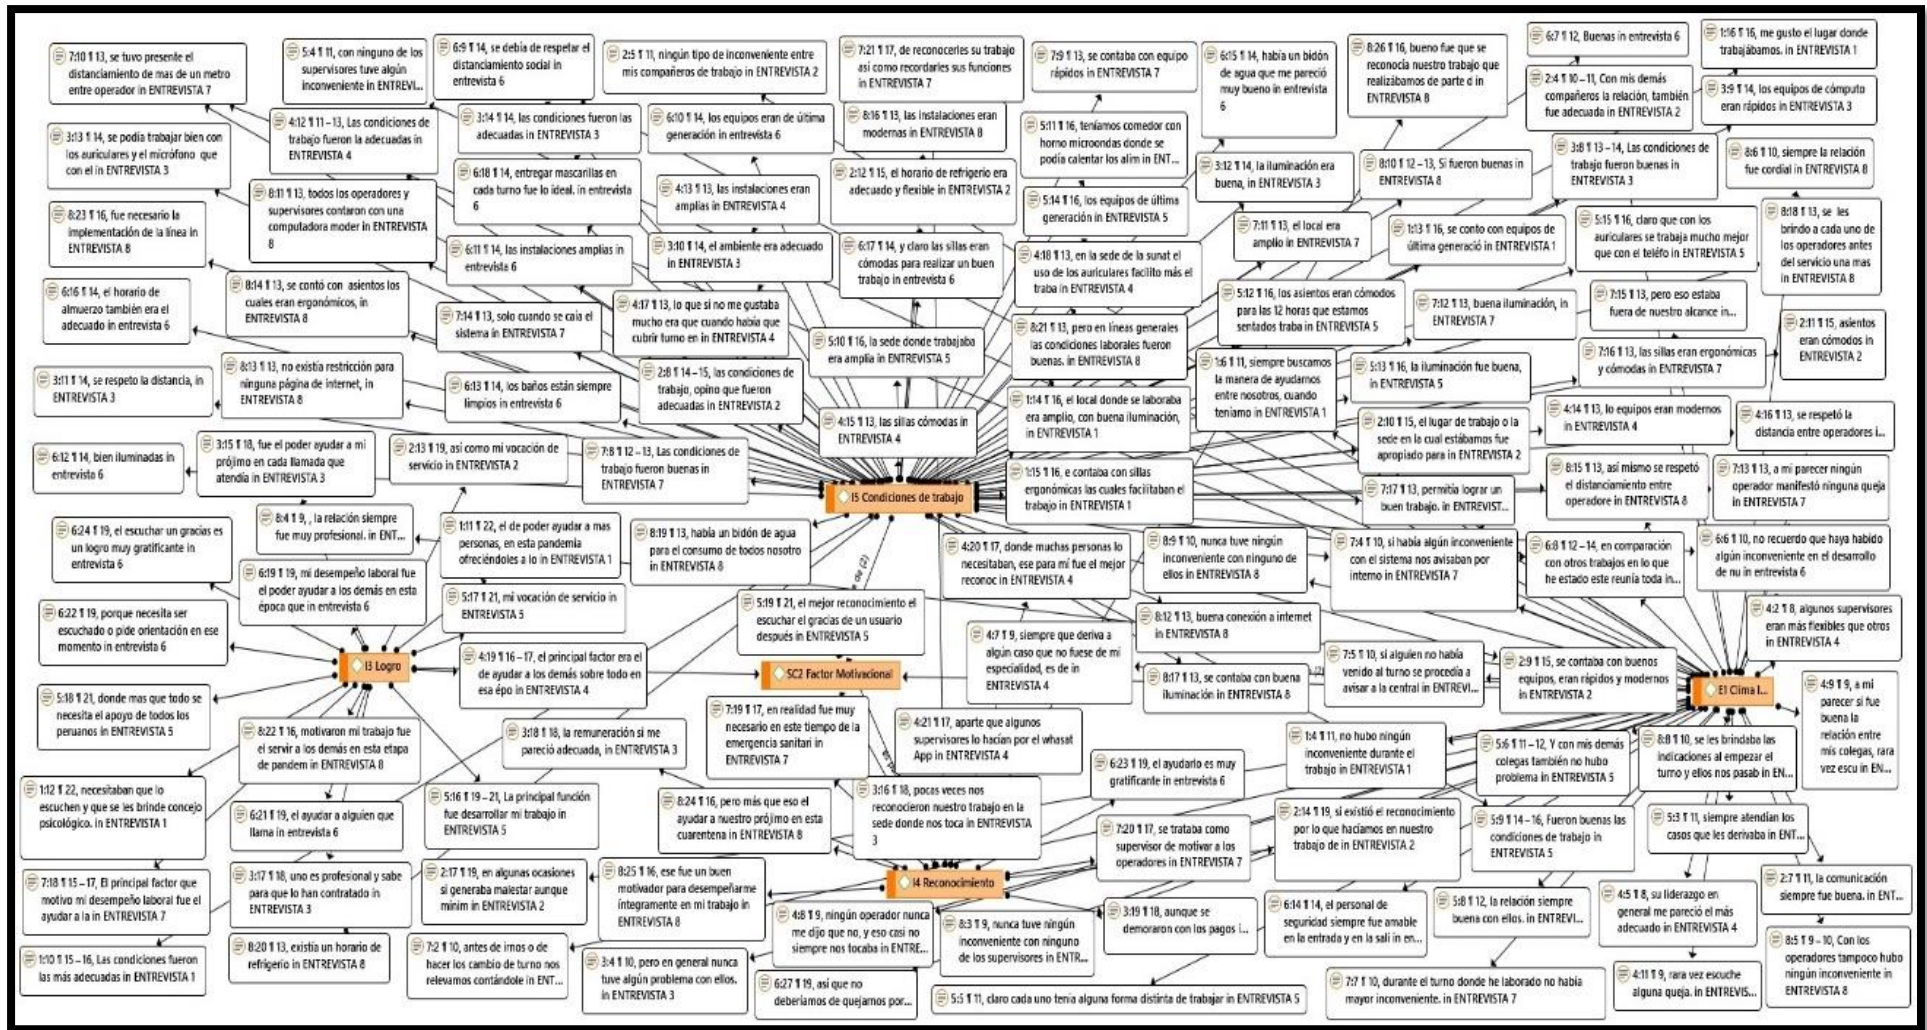 7:10 ¶ 13, se tuvo presente el
distanciamiento de mas de un metro
entre operador in ENTREVISTA 7
5:4 ¶ 11, con ninguno de los
supervisores tuve algún
inconveniente in ENTREVI...
6:9 ¶ 14, se debía de respetar el
distanciamiento social in
entrevista 6
2:5 ¶ 11, ningún tipo de inconveniente entre
mis compañeros de trabajo in ENTREVISTA 2
7:21 ¶ 17, de reconocerles su trabajo
así como recordarles sus funciones
in ENTREVISTA 7
7:9 ¶ 13, se contaba con equipo
rápidos in ENTREVISTA 7
6:15 ¶ 14, había un bidón
de agua que me pareció
muy bueno in entrevista
6
8:26 ¶ 16, bueno fue que se
reconocía nuestro trabajo que
realizábamos de parte d in
ENTREVISTA 8
6:7 ¶ 12, Buenas in entrevista 6
1:16 ¶ 16, me gusto el lugar donde
trabajábamos. in ENTREVISTA 1
2:4 ¶ 10 – 11, Con mis demás
compañeros la relación, también
fue adecuada in ENTREVISTA 2
3:9 ¶ 14, los equipos de cómputo
eran rápidos in ENTREVISTA 3
3:13 ¶ 14, se podía trabajar bien con
los auriculares y el micrófono que
con el in ENTREVISTA 3
4:12 ¶ 11 – 13, Las condiciones de
trabajo fueron la adecuadas in
ENTREVISTA 4
3:14 ¶ 14, las condiciones fueron las
adecuadas in ENTREVISTA 3
6:10 ¶ 14, los equipos eran de última
generación in entrevista 6
8:16 ¶ 13, las instalaciones eran
modernas in ENTREVISTA 8
5:11 ¶ 16, teníamos comedor con
horno microondas donde se
podía calentar los alim in ENT...
3:12 ¶ 14, la iluminación era
buena, in ENTREVISTA 3
8:10 ¶ 12 – 13, Si fueron buenas in
ENTREVISTA 8
3:8 ¶ 13 – 14, Las condiciones de
trabajo fueron buenas in
ENTREVISTA 3
8:6 ¶ 10, siempre la relación
fue cordial in ENTREVISTA 8
8:23 ¶ 16, fue necesario la
implementación de la línea in
ENTREVISTA 8
8:11 ¶ 13, todos los operadores y
supervisores contaron con una
computadora moder in ENTREVISTA
8
6:18 ¶ 14, entregar mascarillas en
cada turno fue lo ideal. in entrevista
6
4:13 ¶ 13, las instalaciones eran
amplias in ENTREVISTA 4
2:12 ¶ 15, el horario de refrigerio era
adecuado y flexible in ENTREVISTA 2
5:14 ¶ 16, los equipos de última
generación in ENTREVISTA 5
7:11 ¶ 13, el local era
amplio in ENTREVISTA 7
1:13 ¶ 16, se conto con equipos de
última generació in ENTREVISTA 1
5:15 ¶ 16, claro que con los
auriculares se trabaja mucho mejor
que con el teléfo in ENTREVISTA 5
8:18 ¶ 13, se les
brindo a cada uno de
los operadores antes
del servicio una mas
in ENTREVISTA 8
6:16 ¶ 14, el horario de
almuerzo también era el
adecuado in entrevista 6
8:14 ¶ 13, se contó con asientos los
cuales eran ergonómicos, in
ENTREVISTA 8
6:11 ¶ 14, las instalaciones amplias in
entrevista 6
3:10 ¶ 14, el ambiente era adecuado
in ENTREVISTA 3
6:17 ¶ 14, y claro las sillas eran
cómodas para realizar un buen
trabajo in entrevista 6
4:18 ¶ 13, en la sede de la sunat el
uso de los auriculares facilito más el
traba in ENTREVISTA 4
5:12 ¶ 16, los asientos eran cómodos
para las 12 horas que estamos
sentados traba in ENTREVISTA 5
7:12 ¶ 13, buena iluminación, in
ENTREVISTA 7
7:15 ¶ 13, pero eso estaba
fuera de nuestro alcance in...
2:11 ¶ 15, asientos
eran cómodos in
ENTREVISTA 2
7:14 ¶ 13, solo cuando se caía el
sistema in ENTREVISTA 7
4:17 ¶ 13, lo que si no me gustaba
mucho era que cuando había que
cubrir turno en in ENTREVISTA 4
5:10 ¶ 16, la sede donde trabajaba
era amplia in ENTREVISTA 5
8:21 ¶ 13, pero en líneas generales
las condiciones laborales fueron
buenas. in ENTREVISTA 8
1:6 ¶ 11, siempre buscamos
la manera de ayudarnos
entre nosotros, cuando
teníamo in ENTREVISTA 1
5:13 ¶ 16, la iluminación fue buena,
in ENTREVISTA 5
7:16 ¶ 13, las sillas eran ergonómicas
y cómodas in ENTREVISTA 7
3:11 ¶ 14, se respeto la distancia, in
ENTREVISTA 3
8:13 ¶ 13, no existía restricción para
ninguna página de internet, in
ENTREVISTA 8
6:13 ¶ 14, los baños están siempre
limpios in entrevista 6
2:8 ¶ 14 – 15, las condiciones de
trabajo, opino que fueron
adecuadas in ENTREVISTA 2
4:15 ¶ 13, las sillas cómodas in
ENTREVISTA 4
1:14 ¶ 16, el local donde se laboraba
era amplio, con buena iluminación,
in ENTREVISTA 1
2:10 ¶ 15, el lugar de trabajo o la
sede en la cual estábamos fue
apropiado para in ENTREVISTA 2
4:14 ¶ 13, lo equipos eran modernos
in ENTREVISTA 4
4:16 ¶ 13, se respetó la
distancia entre operadores i...
6:12 ¶ 14, bien iluminadas in
entrevista 6
3:15 ¶ 18, fue el poder ayudar a mi
prójimo en cada llamada que
atendía in ENTREVISTA 3
2:13 ¶ 19, así como mi vocación de
servicio in ENTREVISTA 2
7:8 ¶ 12 – 13, Las condiciones de
trabajo fueron buenas in
ENTREVISTA 7
I5 Condiciones de trabajo
1:15 ¶ 16, e contaba con sillas
ergonómicas las cuales facilitaban el
trabajo in ENTREVISTA 1
7:17 ¶ 13, permitía lograr un
buen trabajo. in ENTREVIST...
8:15 ¶ 13, así mismo se respetó
el distanciamiento entre
operadore in ENTREVISTA 8
7:13 ¶ 13, a mi parecer ningún
operador manifestó ninguna queja
in ENTREVISTA 7
6:24 ¶ 19, el escuchar un gracias es
un logro muy gratificante in
entrevista 6
8:4 ¶ 9, , la relación siempre
fue muy profesional. in ENT...
1:11 ¶ 22, el de poder ayudar a mas
personas, en esta pandemia
ofreciéndoles a lo in ENTREVISTA 1
8:19 ¶ 13, había un bidón de agua
para el consumo de todos nosotro
in ENTREVISTA 8
4:20 ¶ 17, donde muchas personas lo
necesitaban, ese para mí fue el mejor
reconoc in ENTREVISTA 4
8:9 ¶ 10, nunca tuve ningún
inconveniente con ninguno de
ellos in ENTREVISTA 8
7:4 ¶ 10, si había algún inconveniente
con el sistema nos avisaban por
interno in ENTREVISTA 7
6:8 ¶ 12 – 14, en comparación
con otros trabajos en lo que
he estado este reunía toda in...
6:6 ¶ 10, no recuerdo que haya habido
algún inconveniente en el desarrollo
de nu in entrevista 6
6:19 ¶ 19, mi desempeño laboral fue
el poder ayudar a los demás en esta
época que in entrevista 6
5:17 ¶ 21, mi vocación de servicio in
ENTREVISTA 5
5:19 ¶ 21, el mejor reconocimiento el
escuchar el gracias de un usuario
después in ENTREVISTA 5
8:12 ¶ 13, buena conexión a internet
in ENTREVISTA 8
4:2 ¶ 8, algunos supervisores
eran más flexibles que otros
in ENTREVISTA 4
6:22 ¶ 19, porque necesita ser
escuchado o pide orientación en ese
momento in entrevista 6
I3 Logro
4:19 ¶ 16 – 17, el principal factor era el
de ayudar a los demás sobre todo en
esa épo in ENTREVISTA 4
SC2 Factor Motivacional
4:7 ¶ 9, siempre que deriva a
algún caso que no fuese de mi
especialidad, es de in
ENTREVISTA 4
8:17 ¶ 13, se contaba con buena
iluminación in ENTREVISTA 8
7:5 ¶ 10, si alguien no había
venido al turno se procedía a
avisar a la central in ENTREVI...
2:9 ¶ 15, se contaba con buenos
equipos, eran rápidos y modernos
in ENTREVISTA 2
E1 Clima l...
4:9 ¶ 9, a mi
parecer si fue
buena la
relación entre
mis colegas, rara
vez escu in EN...
5:18 ¶ 21, donde mas que todo se
necesita el apoyo de todos los
peruanos in ENTREVISTA 5
8:22 ¶ 16, motivaron mi trabajo fue
el servir a los demás en esta etapa
de pandem in ENTREVISTA 8
3:18 ¶ 18, la remuneración si me
pareció adecuada, in ENTREVISTA 3
7:19 ¶ 17, en realidad fue muy
necesario en este tiempo de la
emergencia sanitari in
ENTREVISTA 7
4:21 ¶ 17, aparte que algunos
supervisores lo hacían por el whasat
App in ENTREVISTA 4
6:23 ¶ 19, el ayudarlo es muy
gratificante in entrevista 6
1:4 ¶ 11, no hubo ningún
inconveniente durante el
trabajo in ENTREVISTA 1
5:6 ¶ 11 – 12, Y con mis demás
colegas también no hubo
problema in ENTREVISTA 5
8:8 ¶ 10, se les brindaba las
indicaciones al empezar el
turno y ellos nos pasab in EN...
1:12 ¶ 22, necesitaban que lo
escuchen y que se les brinde concejo
psicológico. in ENTREVISTA 1
6:21 ¶ 19, el ayudar a alguien que
llama in entrevista 6
5:16 ¶ 19 – 21, La principal función
fue desarrollar mi trabajo in
ENTREVISTA 5
8:24 ¶ 16, pero más que eso el
ayudar a nuestro prójimo en esta
cuarentena in ENTREVISTA 8
3:16 ¶ 18, pocas veces nos
reconocieron nuestro trabajo en la
sede donde nos toca in ENTREVISTA
3
7:20 ¶ 17, se trataba como
supervisor de motivar a los
operadores in ENTREVISTA 7
2:14 ¶ 19, si existió el reconocimiento
por lo que hacíamos en nuestro
trabajo de in ENTREVISTA 2
5:9 ¶ 14 – 16, Fueron buenas las
condiciones de trabajo in
ENTREVISTA 5
5:3 ¶ 11, siempre atendían los
casos que les derivaba in ENT...
7:18 ¶ 15 – 17, El principal factor que
motivo mi desempeño laboral fue el
ayudar a la in ENTREVISTA 7
3:17 ¶ 18, uno es profesional y sabe
para que lo han contratado in
ENTREVISTA 3
2:17 ¶ 19, en algunas ocasiones
si generaba malestar aunque
mínim in ENTREVISTA 2
8:25 ¶ 16, ese fue un buen
motivador para desempeñarme
íntegramente en mi trabajo in
ENTREVISTA 8
I4 Reconocimiento
4:8 ¶ 9, ningún operador nunca
me dijo que no, y eso casi no
siempre nos tocaba in ENTRE...
8:3 ¶ 9, nunca tuve ningún
inconveniente con ninguno
de los supervisores in ENTR...
3:19 ¶ 18, aunque se
demoraron con los pagos i...
6:14 ¶ 14, el personal de
seguridad siempre fue amable
en la entrada y en la sali in en...
5:8 ¶ 12, la relación siempre
buena con ellos. in ENTREVI...
4:5 ¶ 8, su liderazgo en
general me pareció el más
adecuado in ENTREVISTA 4
2:7 ¶ 11, la comunicación
siempre fue buena. in ENT...
1:10 ¶ 15 – 16, Las condiciones fueron
las más adecuadas in ENTREVISTA 1
8:20 ¶ 13, existía un horario de
refrigerio in ENTREVISTA 8
7:2 ¶ 10, antes de irnos o de
hacer los cambio de turno nos
relevamos contándole in ENT...
3:4 ¶ 10, pero en general nunca
tuve algún problema con ellos.
in ENTREVISTA 3
6:27 ¶ 19, así que no
deberíamos de quejarnos por...
5:5 ¶ 11, claro cada uno tenía alguna forma distinta de trabajar in ENTREVISTA 5
7:7 ¶ 10, durante el turno donde he laborado no había
mayor inconveniente. in ENTREVISTA 7
4:11 ¶ 9, rara vez escuche
alguna queja. in ENTREVIS...
8:5 ¶ 9 – 10, Con los
operadores tampoco hubo
ningún inconveniente in
ENTREVISTA 8